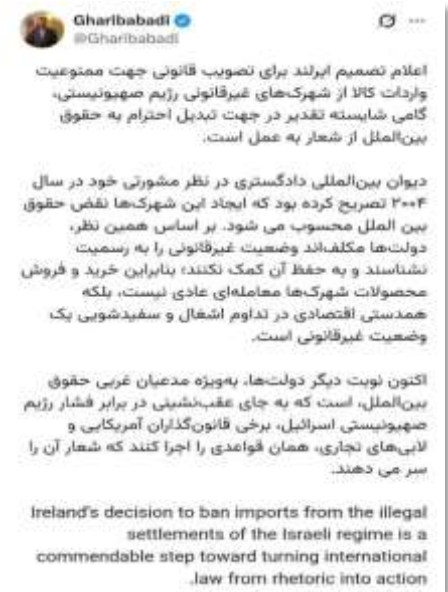 Gharibabadi
@Gharibabadi
اعلام تصمیم ایرلند برای تصویب قانونی جهت ممنوعیت
واردات کالا از شهرک‌های غیرقانونی رژیم صهیونیستی،
گامی شایسته تقدیر در جهت تبدیل احترام به حقوق
بین‌الملل از شعار به عمل است.
دیوان بین‌المللی دادگستری در نظر مشورتی خود در سال
۲۰۰۴ تصریح کرده بود که ایجاد این شهرک‌ها نقض حقوق
بین الملل محسوب می شود. بر اساس همین نظر،
دولت‌ها مکلف‌اند وضعیت غیرقانونی را به رسمیت
نشناسند و به حفظ آن کمک نکنند؛ بنابراین خرید و فروش
محصولات شهرک‌ها معامله‌ای عادی نیست، بلکه
همدستی اقتصادی در تداوم اشغال و سفیدشویی یک
وضعیت غیرقانونی است.
اکنون نوبت دیگر دولت‌ها، به‌ویژه مدعیان غربی حقوق
بین‌الملل، است که به جای عقب‌نشینی در برابر فشار رژیم
صهیونیستی اسرائیل، برخی قانون‌گذاران آمریکایی و
لابی‌های تجاری، همان قواعدی را اجرا کنند که شعار آن را
سر می دهند.
Ireland's decision to ban imports from the illegal
settlements of the Israeli regime is a
commendable step toward turning international
law from rhetoric into action.